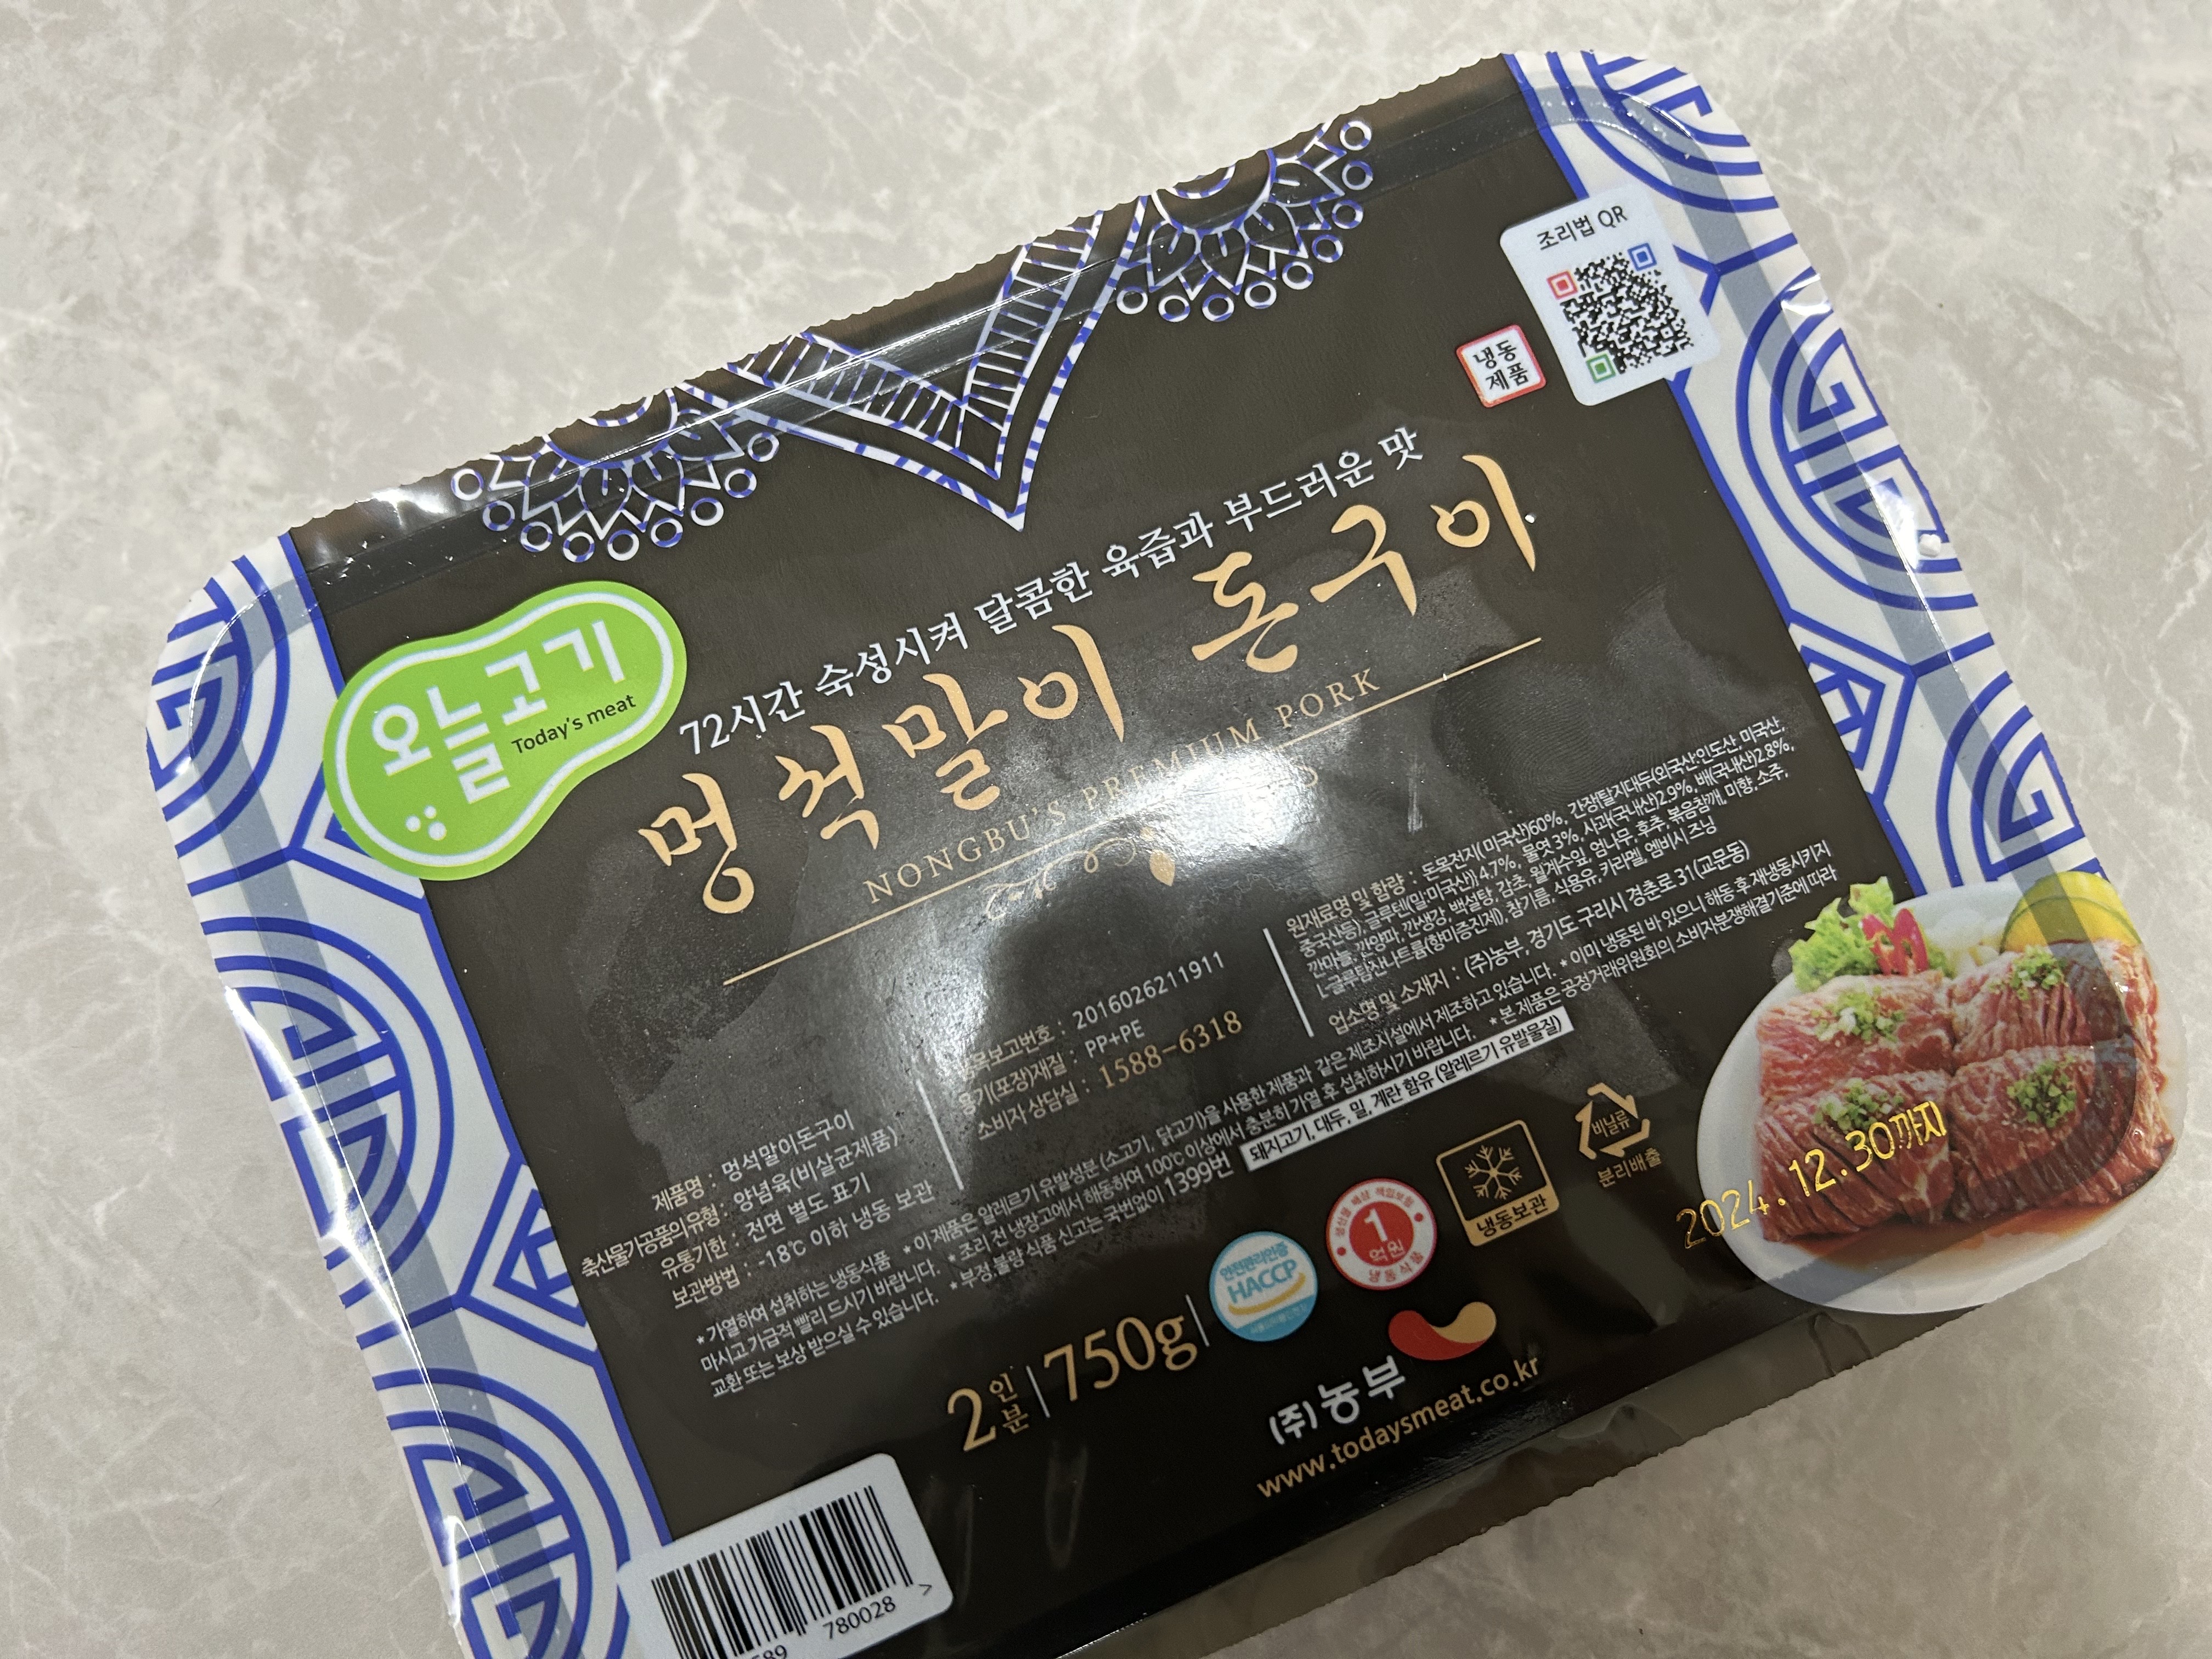 조리법 QR
냉동
제품
72시간 숙성시켜 달콤한 육즙과 부드러운 맛
멍석말이 돈구이
NONGBU'S PREMIUM PORK
오늘고기
Today's meat
원재료명 및 함량 : 돈목전지(미국산)60%, 간장{탈지대두(외국산:인도산,미국산,
중국산등), 글루텐(밀:미국산)} 4.7%, 물엿 3%, 사과(국내산)2.9%, 배(국내산)2.8%,
깐마늘, 깐양파, 깐생강, 백설탕, 감초, 월계수잎, 엄나무, 후추, 볶음참깨, 미향, 소주,
L-글루탐산나트륨(향미증진제), 참기름, 식용유, 카라멜, 엠비시즈닝
업소명 및 소재지 : (주)농부, 경기도 구리시 경춘로 31(교문동)
품목보고번호 : 2016026211911
용기(포장)재질 : PP+PE
소비자 상담실 : 1588-6318
제품명 : 멍석말이돈구이
축산물가공품의유형 : 양념육(비살균제품)
유통기한 : 전면 별도 표기
보관방법 : -18℃ 이하 냉동 보관
*가열하여 섭취하는 냉동식품 *이 제품은 알레르기 유발성분 (소고기, 닭고기)을 사용한 제품과 같은 제조시설에서 제조하고 있습니다. *이미 냉동된 바 있으니 해동 후 재냉동시키지
마시고 가급적 빨리 드시기 바랍니다. *조리 전 냉장고에서 해동하여 100℃ 이상에서 충분히 가열 후 섭취하시기 바랍니다. *본 제품은 공정거래위원회의 소비자분쟁해결기준에 따라
교환 또는 보상 받으실 수 있습니다. *부정,불량 식품 신고는 국번없이 1399번 돼지고기, 대두, 밀, 계란 함유 (알레르기 유발물질)
2인분 | 750g |
안전관리인증
HACCP
1
억원
냉동식품
냉동보관
비닐류
분리배출
2024.12.30까지
(주)농부
www.todaysmeat.co.kr
780028 >